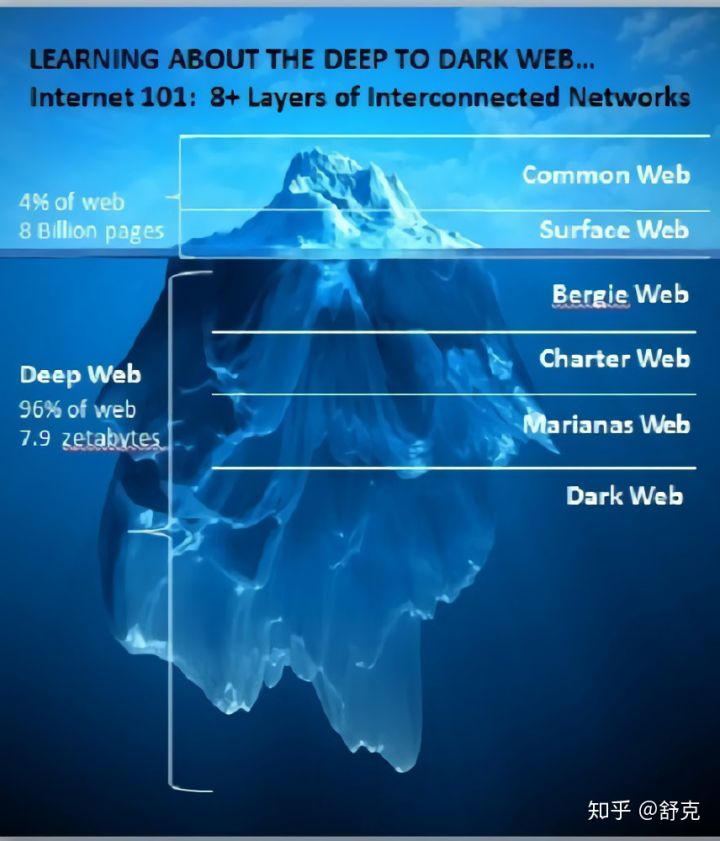 LEARNING ABOUT THE DEEP TO DARK WEB...
Internet 101: 8+ Layers of Interconnected Networks
Common Web
4% of web
8 Billion pages
Surface Web
Bergie Web
Charter Web
Deep Web
96% of web
7.9 zetabytes
Marianas Web
Dark Web
知乎 @舒克